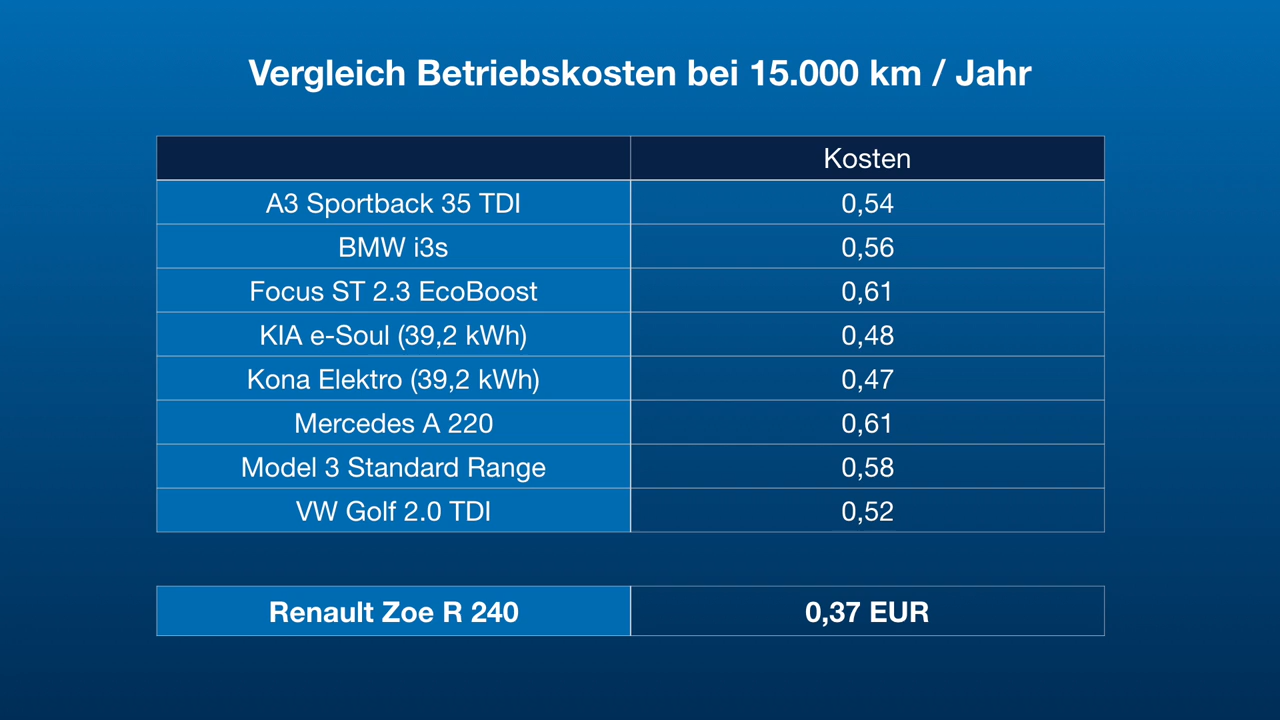 Vergleich Betriebskosten bei 15.000 km / Jahr
Kosten
A3 Sportback 35 TDI 0,54
BMW i3s 0,56
Focus ST 2.3 EcoBoost 0,61
KIA e-Soul (39,2 kWh) 0,48
Kona Elektro (39,2 kWh) 0,47
Mercedes A 220 0,61
Model 3 Standard Range 0,58
VW Golf 2.0 TDI 0,52
Renault Zoe R 240 0,37 EUR